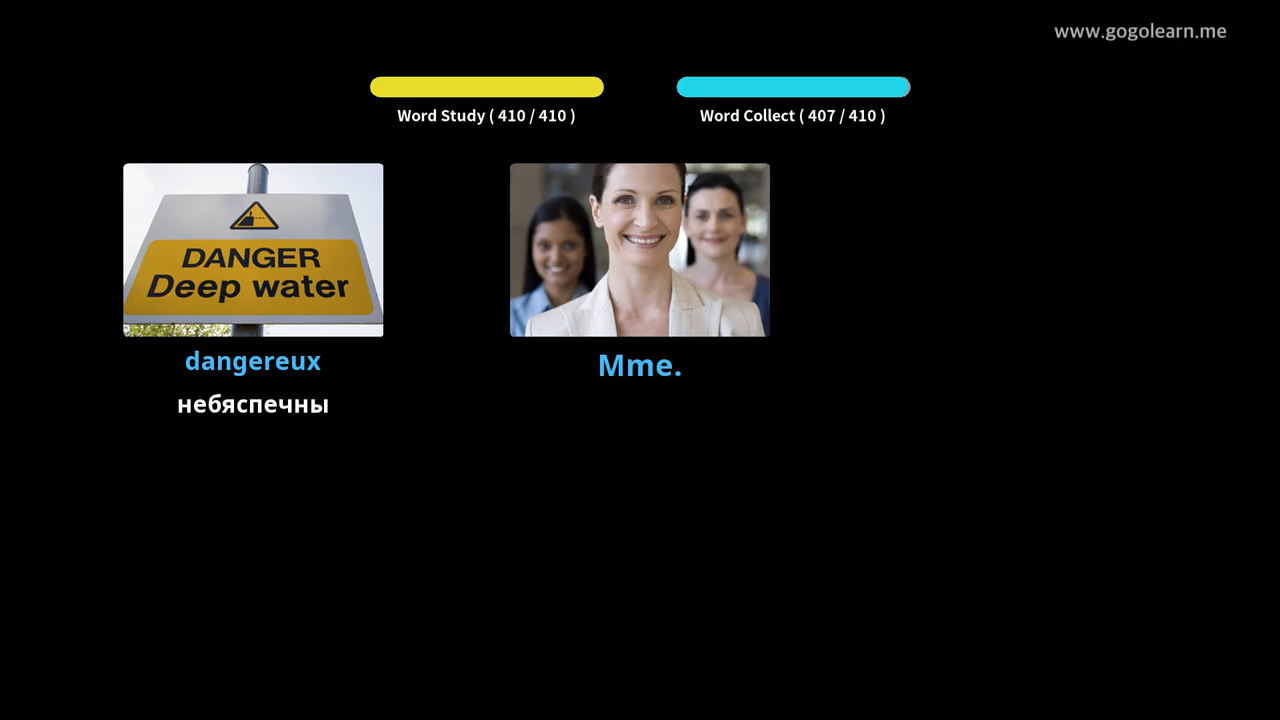 www.gogolearn.me
Word Study ( 410 / 410 )
Word Collect ( 407 / 410 )
DANGER
Deep water
dangereux
Mme.
небяспечны